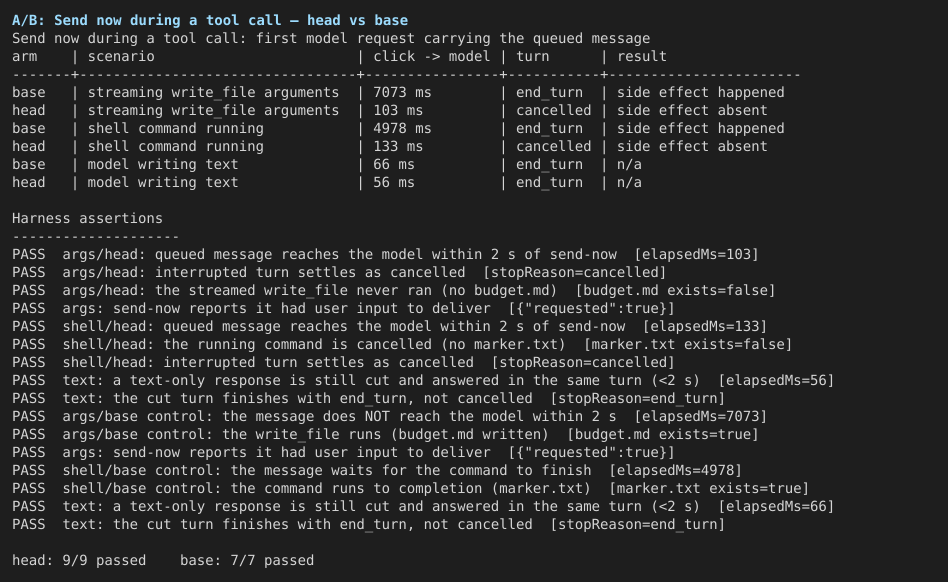 A/B: Send now during a tool call — head vs base
Send now during a tool call: first model request carrying the queued message
arm    | scenario                        | click -> model | turn      | result
-------+---------------------------------+----------------+-----------+-----------------------
base   | streaming write_file arguments  | 7073 ms        | end_turn  | side effect happened
head   | streaming write_file arguments  | 103 ms         | cancelled | side effect absent
base   | shell command running           | 4978 ms        | end_turn  | side effect happened
head   | shell command running           | 133 ms         | cancelled | side effect absent
base   | model writing text              | 66 ms          | end_turn  | n/a
head   | model writing text              | 56 ms          | end_turn  | n/a
Harness assertions
--------------------
PASS  args/head: queued message reaches the model within 2 s of send-now  [elapsedMs=103]
PASS  args/head: interrupted turn settles as cancelled  [stopReason=cancelled]
PASS  args/head: the streamed write_file never ran (no budget.md)  [budget.md exists=false]
PASS  args: send-now reports it had user input to deliver  [{"requested":true}]
PASS  shell/head: queued message reaches the model within 2 s of send-now  [elapsedMs=133]
PASS  shell/head: the running command is cancelled (no marker.txt)  [marker.txt exists=false]
PASS  shell/head: interrupted turn settles as cancelled  [stopReason=cancelled]
PASS  text: a text-only response is still cut and answered in the same turn (<2 s)  [elapsedMs=56]
PASS  text: the cut turn finishes with end_turn, not cancelled  [stopReason=end_turn]
PASS  args/base control: the message does NOT reach the model within 2 s  [elapsedMs=7073]
PASS  args/base control: the write_file runs (budget.md written)  [budget.md exists=true]
PASS  args: send-now reports it had user input to deliver  [{"requested":true}]
PASS  shell/base control: the message waits for the command to finish  [elapsedMs=4978]
PASS  shell/base control: the command runs to completion (marker.txt)  [marker.txt exists=true]
PASS  text: a text-only response is still cut and answered in the same turn (<2 s)  [elapsedMs=66]
PASS  text: the cut turn finishes with end_turn, not cancelled  [stopReason=end_turn]
head: 9/9 passed    base: 7/7 passed